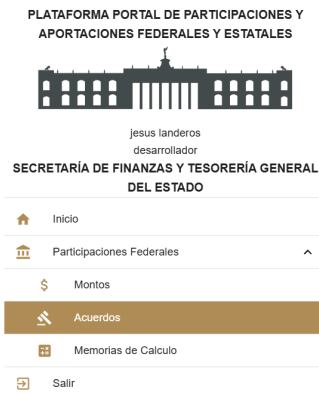 PLATAFORMA PORTAL DE PARTICIPACIONES Y
APORTACIONES FEDERALES Y ESTATALES
jesus landeros
desarrollador
SECRETARÍA DE FINANZAS Y TESORERÍA GENERAL
DEL ESTADO
Inicio
Participaciones Federales
Montos
Acuerdos
Memorias de Calculo
Salir